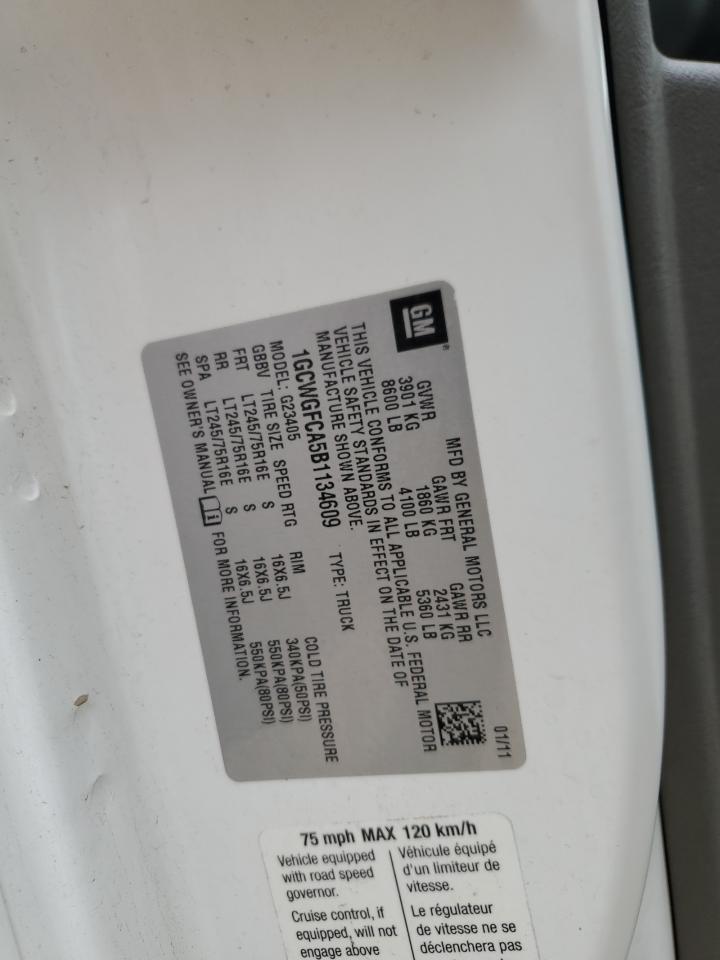 GM
MFD BY GENERAL MOTORS LLC 01/11
GVWR GAWR FRT GAWR RR
3901 KG 1860 KG 2431 KG
8600 LB 4100 LB 5360 LB
THIS VEHICLE CONFORMS TO ALL APPLICABLE U.S. FEDERAL MOTOR
VEHICLE SAFETY STANDARDS IN EFFECT ON THE DATE OF
MANUFACTURE SHOWN ABOVE.
1GCWGFCA5B1134609 TYPE: TRUCK
MODEL: G23405
GBBV TIRE SIZE SPEED RTG RIM COLD TIRE PRESSURE
FRT LT245/75R16E S 16X6.5J 340KPA(50PSI)
RR LT245/75R16E S 16X6.5J 550KPA(80PSI)
SPA LT245/75R16E S 16X6.5J 550KPA(80PSI)
SEE OWNER'S MANUAL i FOR MORE INFORMATION.
75 mph MAX 120 km/h
Vehicle equipped
with road speed
governor.
Cruise control, if
equipped, will not
engage above
Véhicule équipé
d'un limiteur de
vitesse.
Le régulateur
de vitesse ne se
déclenchera pas